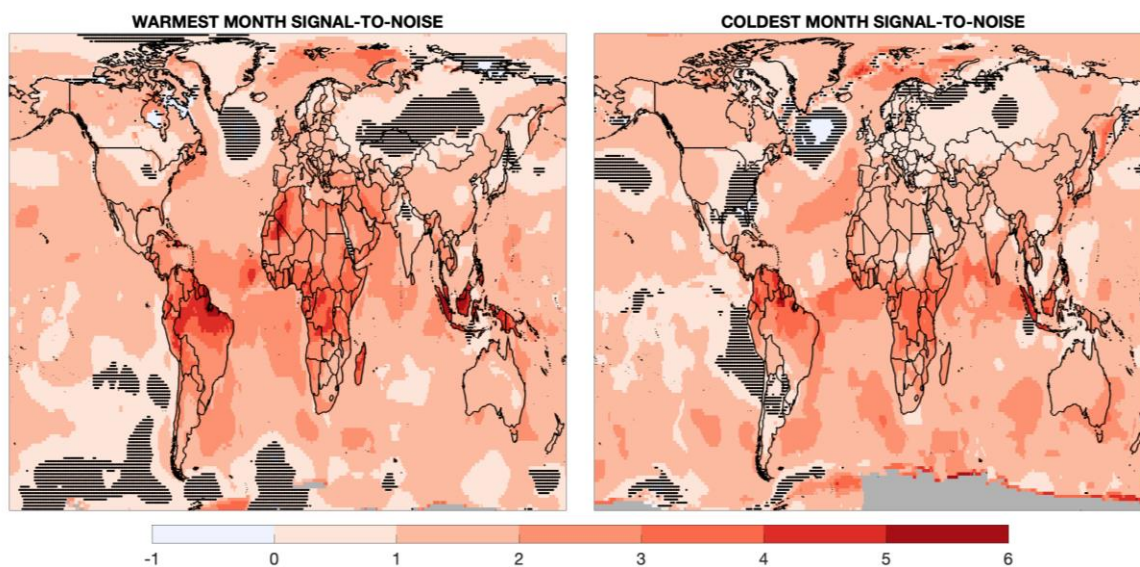 WARMEST MONTH SIGNAL-TO-NOISE
COLDEST MONTH SIGNAL-TO-NOISE
-1 0 1 2 3 4 5 6